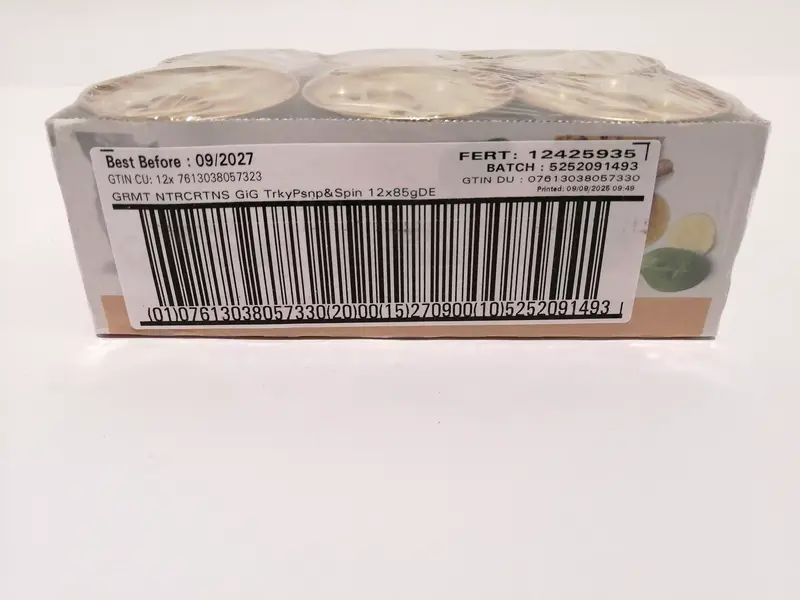 Best Before : 09/2027
FERT: 12425935
BATCH : 5252091493
GTIN CU: 12x 7613038057323
GTIN DU : 07613038057330
Printed: 09/09/2025 09:49
GRMT NTRCRTNS GiG TrkyPsnp&Spin 12x85gDE
(01)07613038057330(20)00(15)270900(10)5252091493